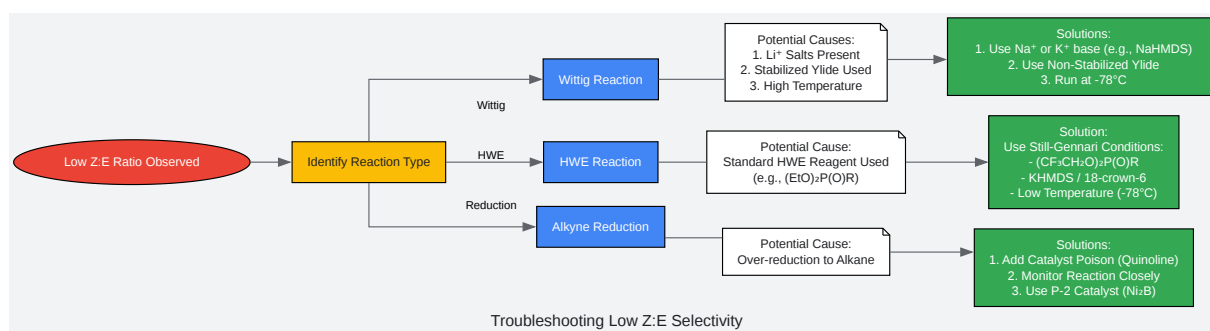 Low Z:E Ratio Observed
Identify Reaction Type
Wittig
HWE
Reduction
Wittig Reaction
Potential Causes:
1. Li⁺ Salts Present
2. Stabilized Ylide Used
3. High Temperature
Solutions:
1. Use Na⁺ or K⁺ base (e.g., NaHMDS)
2. Use Non-Stabilized Ylide
3. Run at -78°C
HWE Reaction
Potential Cause:
Standard HWE Reagent Used
(e.g., (EtO)₂P(O)R)
Solution:
Use Still-Gennari Conditions:
- (CF₃CH₂O)₂P(O)R
- KHMDS / 18-crown-6
- Low Temperature (-78°C)
Alkyne Reduction
Potential Cause:
Over-reduction to Alkane
Solutions:
1. Add Catalyst Poison (Quinoline)
2. Monitor Reaction Closely
3. Use P-2 Catalyst (Ni₂B)
Troubleshooting Low Z:E Selectivity